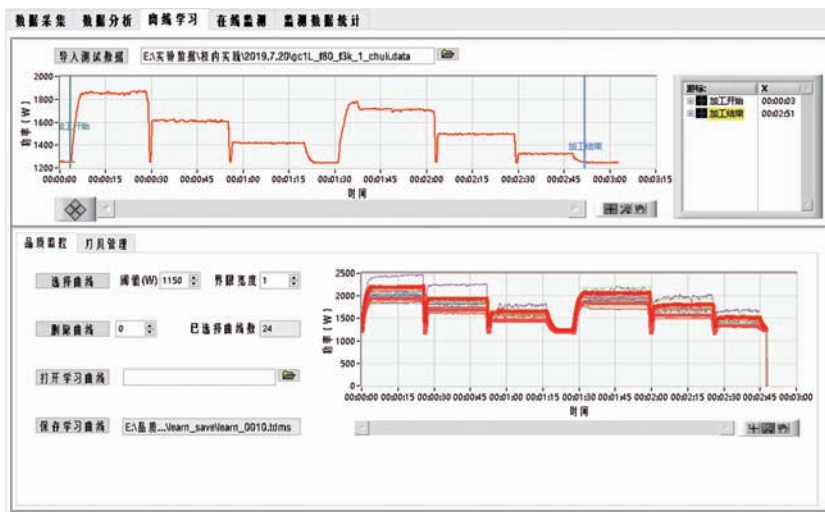 数据采集 数据分析 离线学习 在线监测 监测数据统计
导入测试数据 E:\实验数据\校内实践\2019.7.20\gc1L_f80_f3k_1_chuli.data
2000
1800
1600
1400
1200
功率（W）
加工开始
加工结束
00:00:00 00:00:15 00:00:30 00:00:45 00:01:00 00:01:15 00:01:30 00:01:45 00:02:00 00:02:15 00:02:30 00:02:45 00:03:00 00:03:15
时间
游标: X
加工开始 00:00:03
加工结束 00:02:51
品质监控 刀具管理
选择曲线 阈值(W) 1150 界限宽度 1
删除曲线 0 已选择曲线数 24
打开学习曲线
保存学习曲线 E:\品质...\learn_save\learn_0010.tdms
2500
2000
1500
1000
500
0
功率（W）
00:00:00 00:00:15 00:00:30 00:00:45 00:01:00 00:01:15 00:01:30 00:01:45 00:02:00 00:02:15 00:02:30 00:02:45 00:03:00
时间